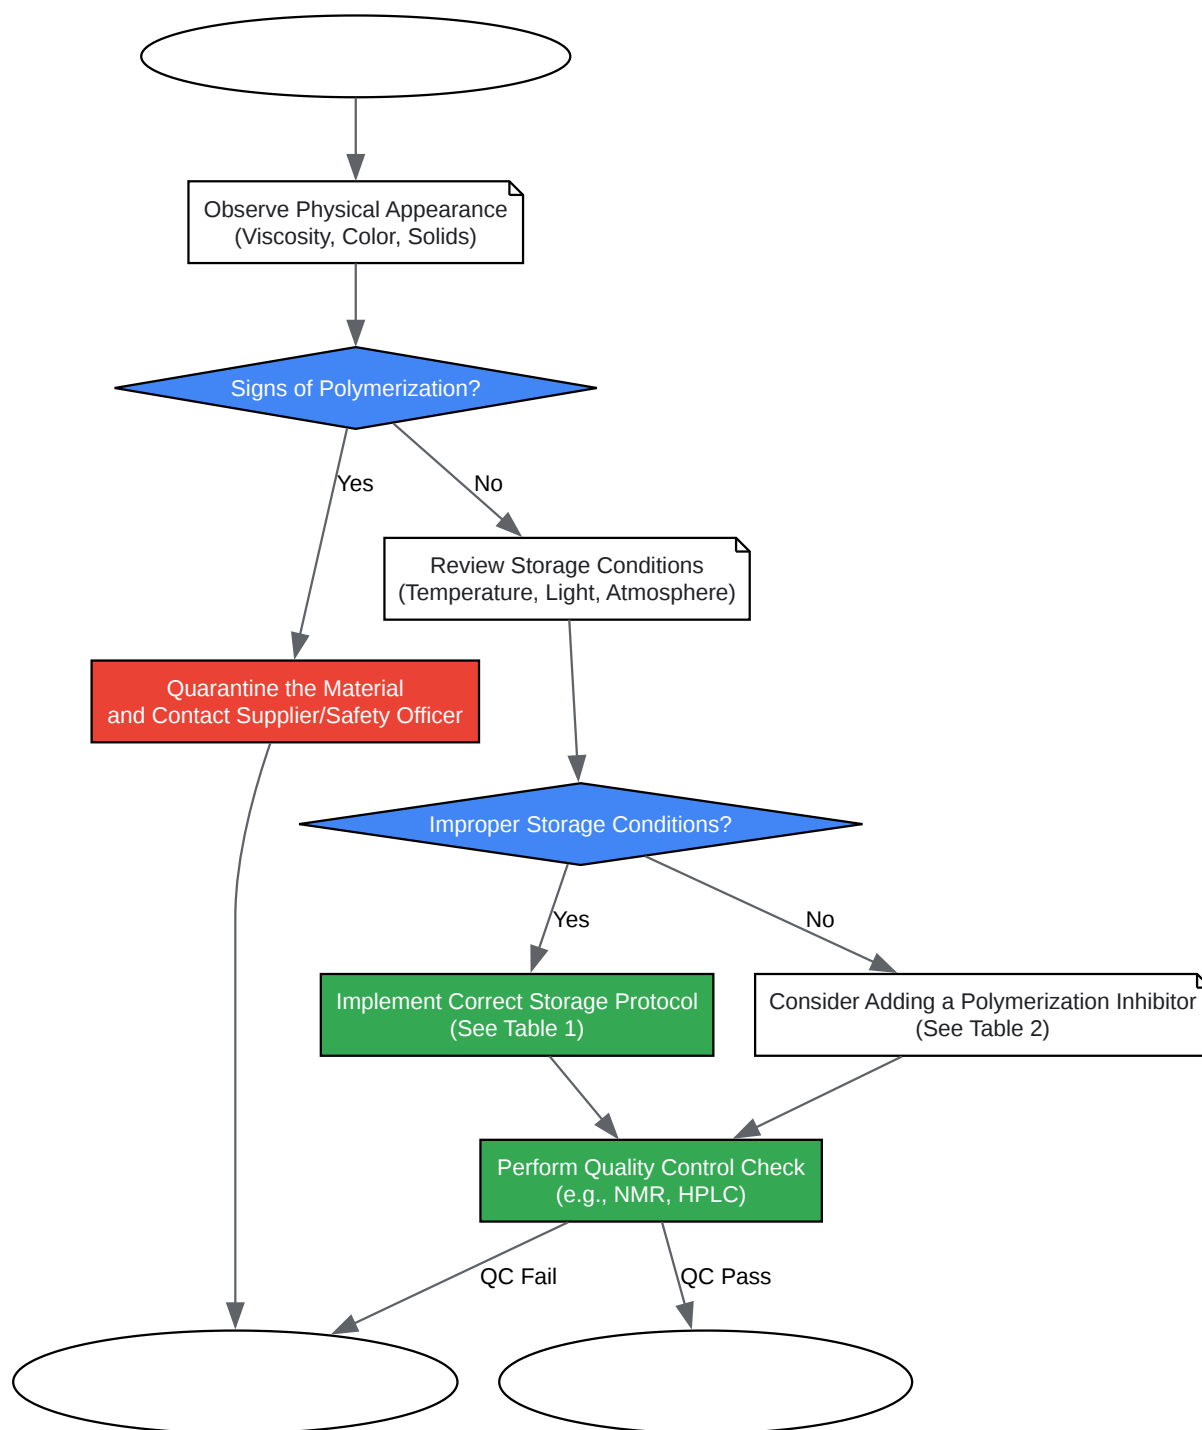 Observe Physical Appearance
(Viscosity, Color, Solids)
Signs of Polymerization?
Yes
No
Review Storage Conditions
(Temperature, Light, Atmosphere)
Quarantine the Material
and Contact Supplier/Safety Officer
Improper Storage Conditions?
Yes
No
Implement Correct Storage Protocol
(See Table 1)
Consider Adding a Polymerization Inhibitor
(See Table 2)
Perform Quality Control Check
(e.g., NMR, HPLC)
QC Fail
QC Pass